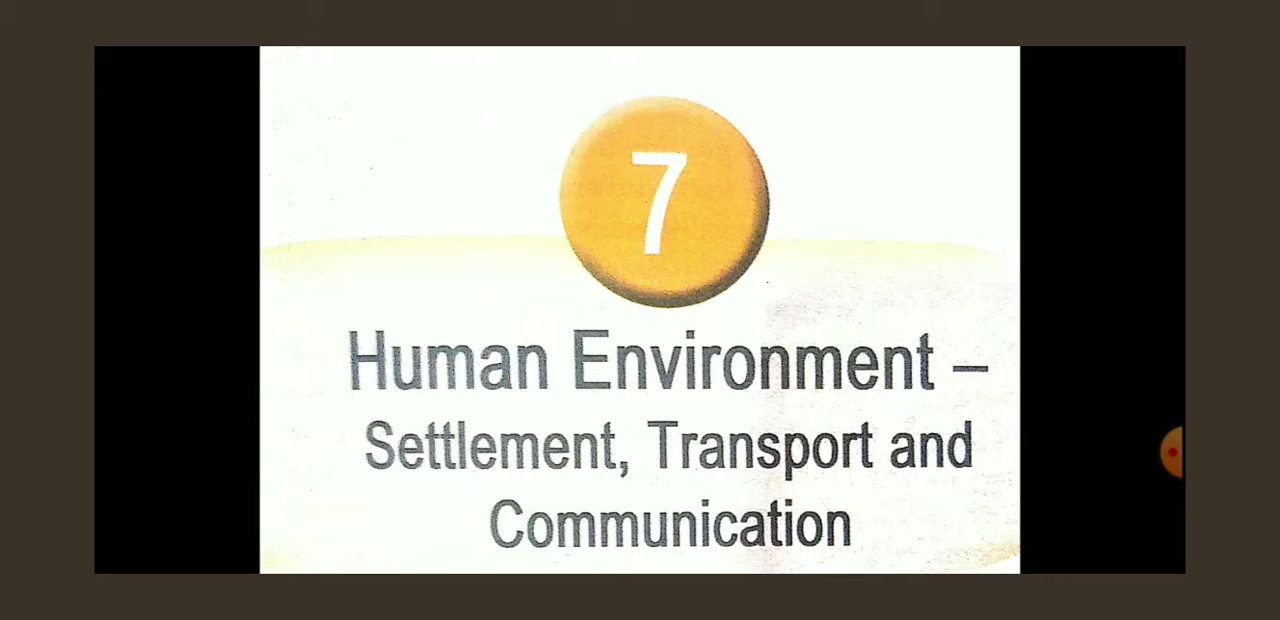 7
Human Environment –
Settlement, Transport and
Communication